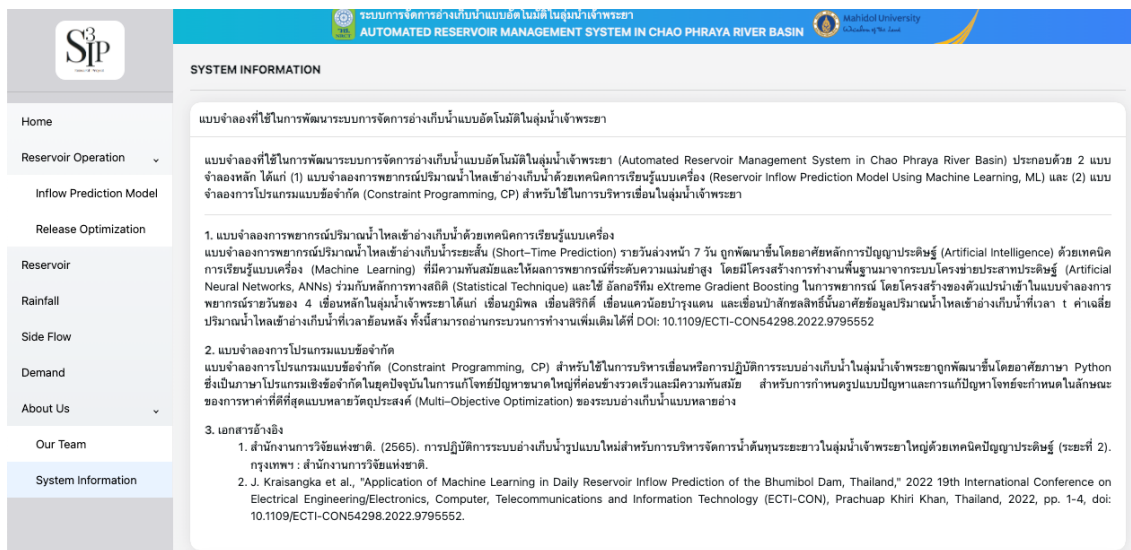 S3IP
วช.
NRCT
ระบบการจัดการอ่างเก็บน้ำแบบอัตโนมัติในลุ่มน้ำเจ้าพระยา
AUTOMATED RESERVOIR MANAGEMENT SYSTEM IN CHAO PHRAYA RIVER BASIN
Mahidol University
Wisdom of the Land
SYSTEM INFORMATION
Home
Reservoir Operation
Inflow Prediction Model
Release Optimization
Reservoir
Rainfall
Side Flow
Demand
About Us
Our Team
System Information
แบบจำลองที่ใช้ในการพัฒนาระบบการจัดการอ่างเก็บน้ำแบบอัตโนมัติในลุ่มน้ำเจ้าพระยา
แบบจำลองที่ใช้ในการพัฒนาระบบการจัดการอ่างเก็บน้ำแบบอัตโนมัติในลุ่มน้ำเจ้าพระยา (Automated Reservoir Management System in Chao Phraya River Basin) ประกอบด้วย 2 แบบ
จำลองหลัก ได้แก่ (1) แบบจำลองการพยากรณ์ปริมาณน้ำไหลเข้าอ่างเก็บน้ำด้วยเทคนิคการเรียนรู้แบบเครื่อง (Reservoir Inflow Prediction Model Using Machine Learning, ML) และ (2) แบบ
จำลองการโปรแกรมแบบข้อจำกัด (Constraint Programming, CP) สำหรับใช้ในการบริหารเขื่อนในลุ่มน้ำเจ้าพระยา
1. แบบจำลองการพยากรณ์ปริมาณน้ำไหลเข้าอ่างเก็บน้ำด้วยเทคนิคการเรียนรู้แบบเครื่อง
แบบจำลองการพยากรณ์ปริมาณน้ำไหลเข้าอ่างเก็บน้ำระยะสั้น (Short–Time Prediction) รายวันล่วงหน้า 7 วัน ถูกพัฒนาขึ้นโดยอาศัยหลักการปัญญาประดิษฐ์ (Artificial Intelligence) ด้วยเทคนิค
การเรียนรู้แบบเครื่อง (Machine Learning) ที่มีความทันสมัยและให้ผลการพยากรณ์ที่ระดับความแม่นยำสูง โดยมีโครงสร้างการทำงานพื้นฐานมาจากระบบโครงข่ายประสาทประดิษฐ์ (Artificial
Neural Networks, ANNs) ร่วมกับหลักการทางสถิติ (Statistical Technique) และใช้ อัลกอรีทึม eXtreme Gradient Boosting ในการพยากรณ์ โดยโครงสร้างของตัวแปรนำเข้าในแบบจำลองการ
พยากรณ์รายวันของ 4 เขื่อนหลักในลุ่มน้ำเจ้าพระยาได้แก่ เขื่อนภูมิพล เขื่อนสิริกิติ์ เขื่อนแควน้อยบำรุงแดน และเขื่อนป่าสักชลสิทธิ์นั้นอาศัยข้อมูลปริมาณน้ำไหลเข้าอ่างเก็บน้ำที่เวลา t ค่าเฉลี่ย
ปริมาณน้ำไหลเข้าอ่างเก็บน้ำที่เวลาย้อนหลัง ทั้งนี้สามารถอ่านกระบวนการทำงานเพิ่มเติมได้ที่ DOI: 10.1109/ECTI-CON54298.2022.9795552
2. แบบจำลองการโปรแกรมแบบข้อจำกัด
แบบจำลองการโปรแกรมแบบข้อจำกัด (Constraint Programming, CP) สำหรับใช้ในการบริหารเขื่อนหรือการปฏิบัติการระบบอ่างเก็บน้ำในลุ่มน้ำเจ้าพระยาถูกพัฒนาขึ้นโดยอาศัยภาษา Python
ซึ่งเป็นภาษาโปรแกรมเชิงข้อจำกัดในยุคปัจจุบันในการแก้โจทย์ปัญหาขนาดใหญ่ที่ค่อนข้างรวดเร็วและมีความทันสมัย สำหรับการกำหนดรูปแบบปัญหาและการแก้ปัญหาโจทย์จะกำหนดในลักษณะ
ของการหาค่าที่ดีที่สุดแบบหลายวัตถุประสงค์ (Multi–Objective Optimization) ของระบบอ่างเก็บน้ำแบบหลายอ่าง
3. เอกสารอ้างอิง
1. สำนักงานการวิจัยแห่งชาติ. (2565). การปฏิบัติการระบบอ่างเก็บน้ำรูปแบบใหม่สำหรับการบริหารจัดการน้ำต้นทุนระยะยาวในลุ่มน้ำเจ้าพระยาใหญ่ด้วยเทคนิคปัญญาประดิษฐ์ (ระยะที่ 2).
กรุงเทพฯ : สำนักงานการวิจัยแห่งชาติ.
2. J. Kraisangka et al., "Application of Machine Learning in Daily Reservoir Inflow Prediction of the Bhumibol Dam, Thailand," 2022 19th International Conference on
Electrical Engineering/Electronics, Computer, Telecommunications and Information Technology (ECTI-CON), Prachuap Khiri Khan, Thailand, 2022, pp. 1-4, doi:
10.1109/ECTI-CON54298.2022.9795552.